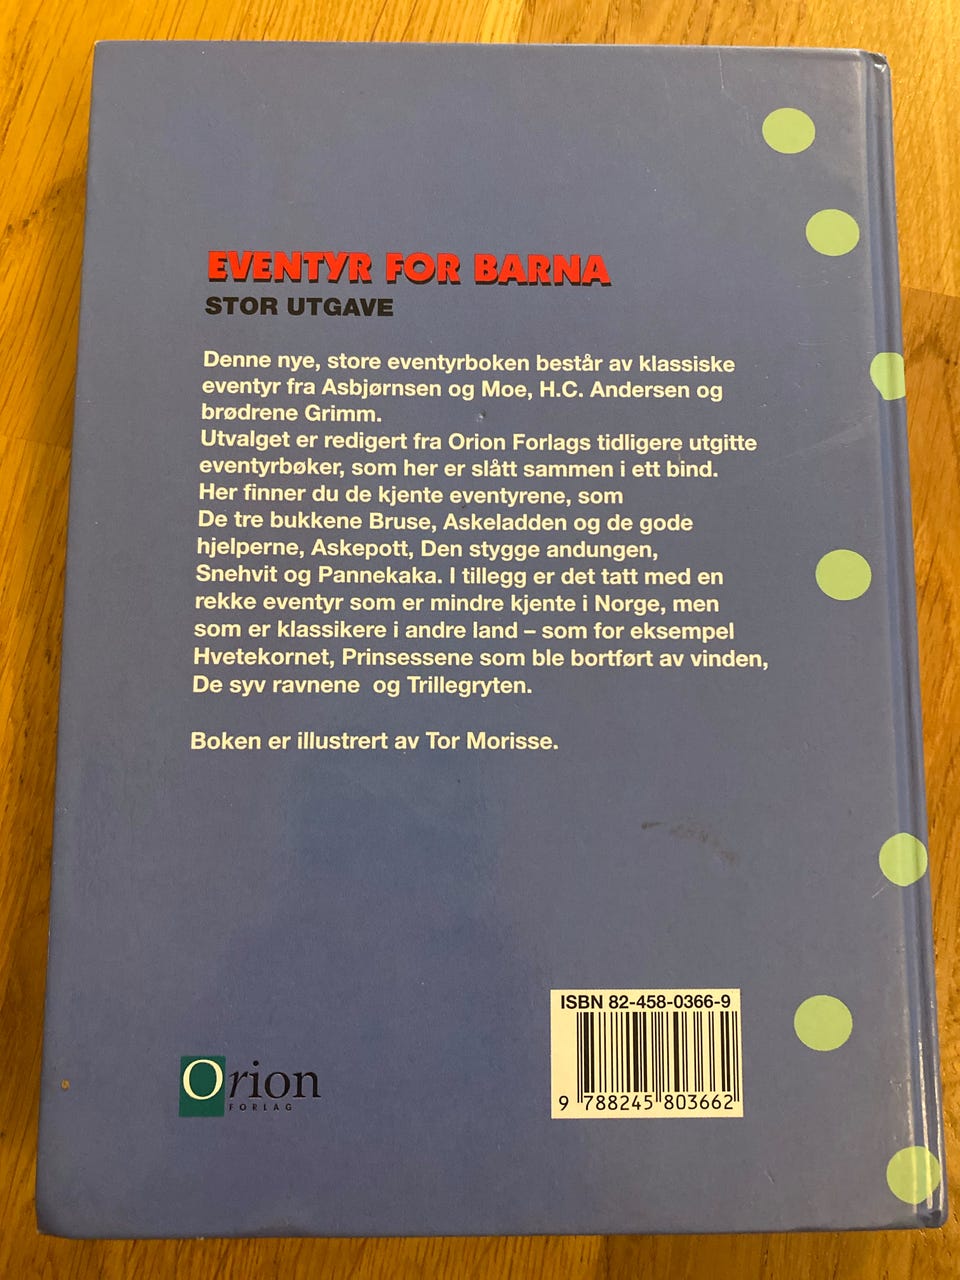 EVENTYR FOR BARNA
STOR UTGAVE
Denne nye, store eventyrboken består av klassiske
eventyr fra Asbjørnsen og Moe, H.C. Andersen og
brødrene Grimm.
Utvalget er redigert fra Orion Forlags tidligere utgitte
eventyrbøker, som her er slått sammen i ett bind.
Her finner du de kjente eventyrene, som
De tre bukkene Bruse, Askeladden og de gode
hjelperne, Askepott, Den stygge andungen,
Snehvit og Pannekaka. I tillegg er det tatt med en
rekke eventyr som er mindre kjente i Norge, men
som er klassikere i andre land – som for eksempel
Hvetekornet, Prinsessene som ble bortført av vinden,
De syv ravnene og Trillegryten.
Boken er illustrert av Tor Morisse.
ISBN 82-458-0366-9
9 788245 803662
Orion
FORLAG